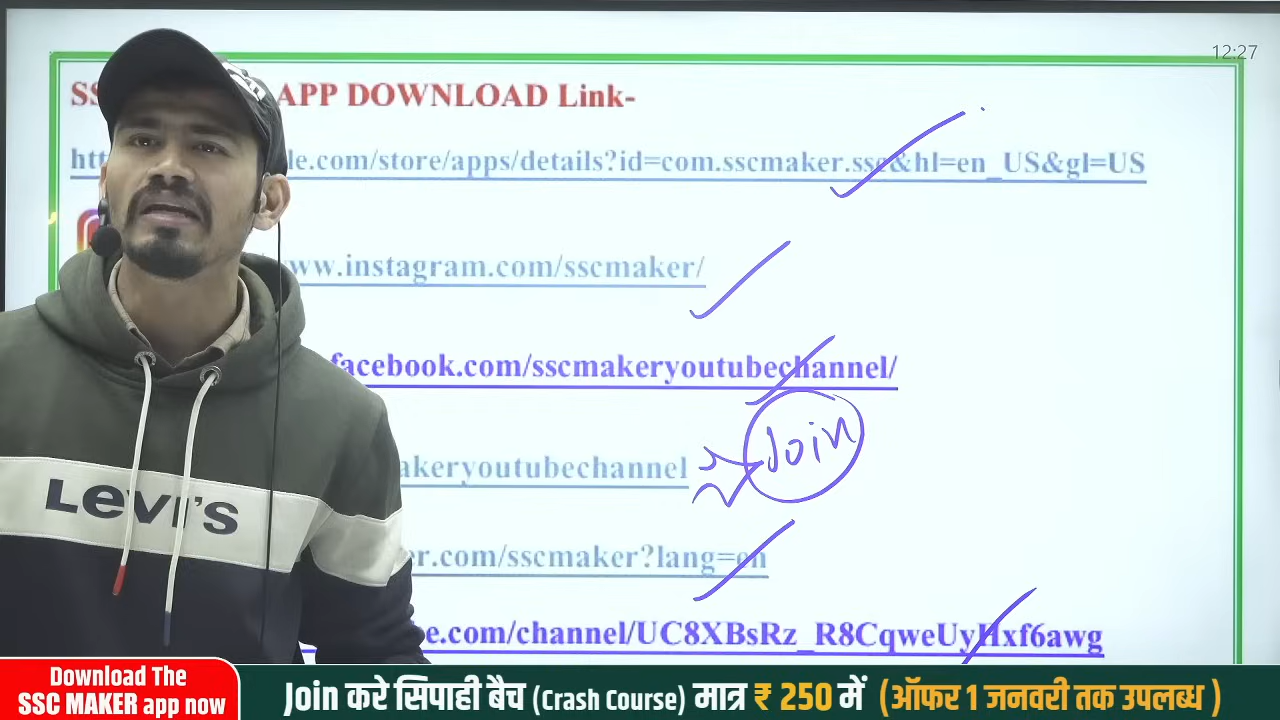 12:27
APP DOWNLOAD Link-
le.com/store/apps/details?id=com.sscmaker.ssc&hl=en_US&gl=US
ww.instagram.com/sscmaker/
facebook.com/sscmakeryoutubechannel/
Join
akeryoutubechannel
LEVI'S
er.com/sscmaker?lang=en
be.com/channel/UC8XBsRz_R8CqweUyHxf6awg
Download The
SSC MAKER app now
Join करे सिपाही बैच (Crash Course) मात्र ₹ 250 में (ऑफर 1 जनवरी तक उपलब्ध )